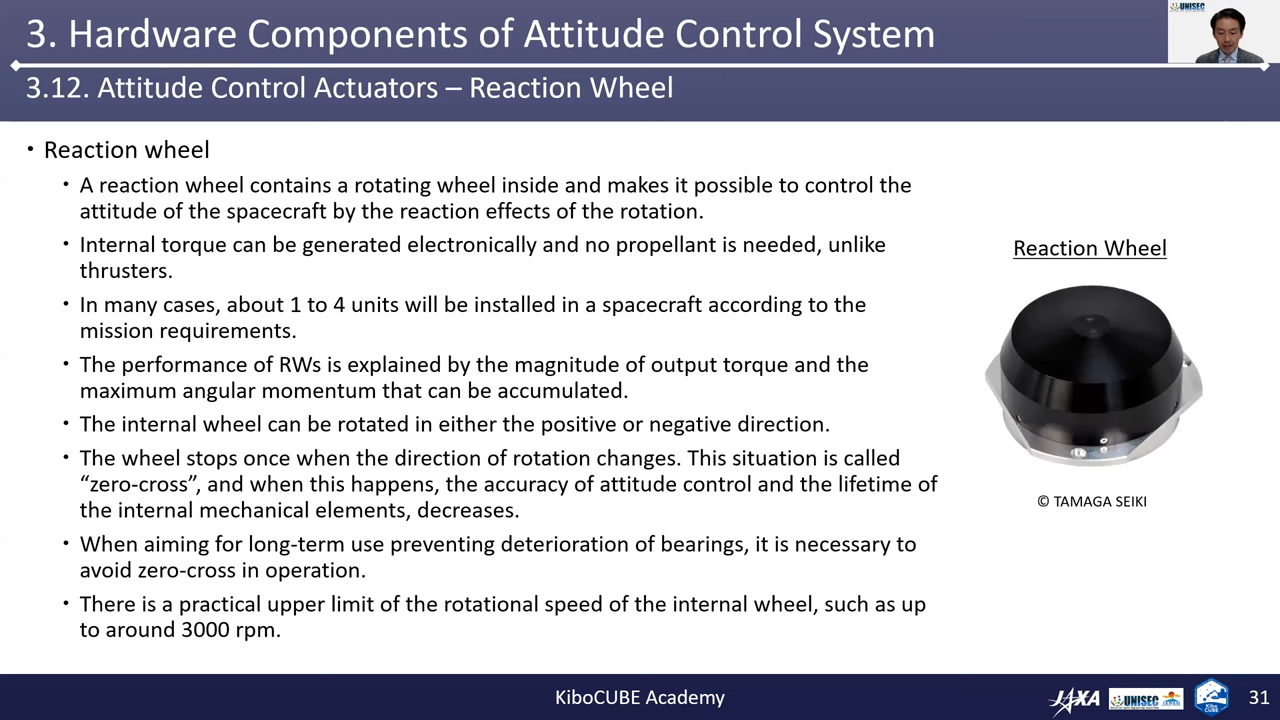 3. Hardware Components of Attitude Control System
UNISEC
3.12. Attitude Control Actuators – Reaction Wheel
• Reaction wheel
• A reaction wheel contains a rotating wheel inside and makes it possible to control the
attitude of the spacecraft by the reaction effects of the rotation.
• Internal torque can be generated electronically and no propellant is needed, unlike
thrusters.
• In many cases, about 1 to 4 units will be installed in a spacecraft according to the
mission requirements.
• The performance of RWs is explained by the magnitude of output torque and the
maximum angular momentum that can be accumulated.
• The internal wheel can be rotated in either the positive or negative direction.
• The wheel stops once when the direction of rotation changes. This situation is called
“zero-cross”, and when this happens, the accuracy of attitude control and the lifetime of
the internal mechanical elements, decreases.
• When aiming for long-term use preventing deterioration of bearings, it is necessary to
avoid zero-cross in operation.
• There is a practical upper limit of the rotational speed of the internal wheel, such as up
to around 3000 rpm.
Reaction Wheel
© TAMAGA SEIKI
KiboCUBE Academy
JAXA
UNISEC
JAPAN
Kibo
CUBE
31